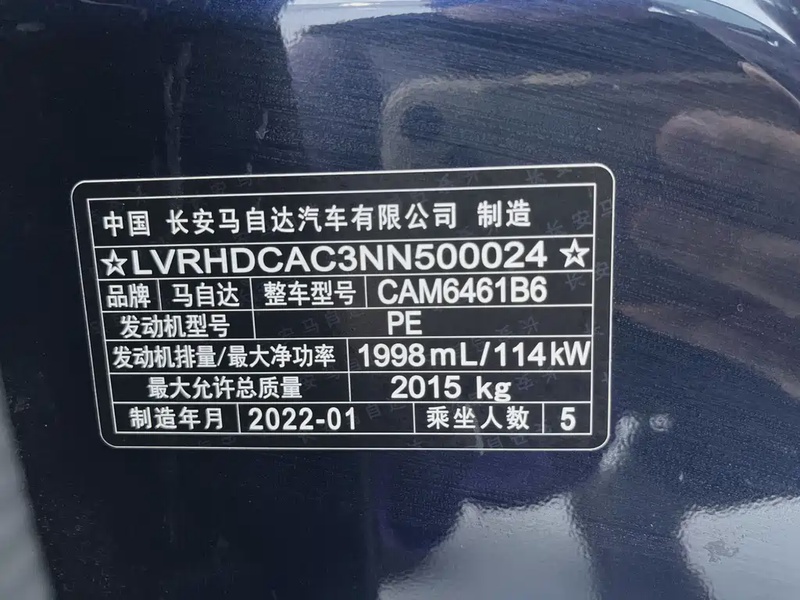 中国 长安马自达汽车有限公司 制造
☆LVRHDCAC3NN500024☆
品牌 马自达 整车型号 CAM6461B6
发动机型号 PE
发动机排量/最大净功率 1998mL/114kW
最大允许总质量 2015 kg
制造年月 2022-01 乘坐人数 5